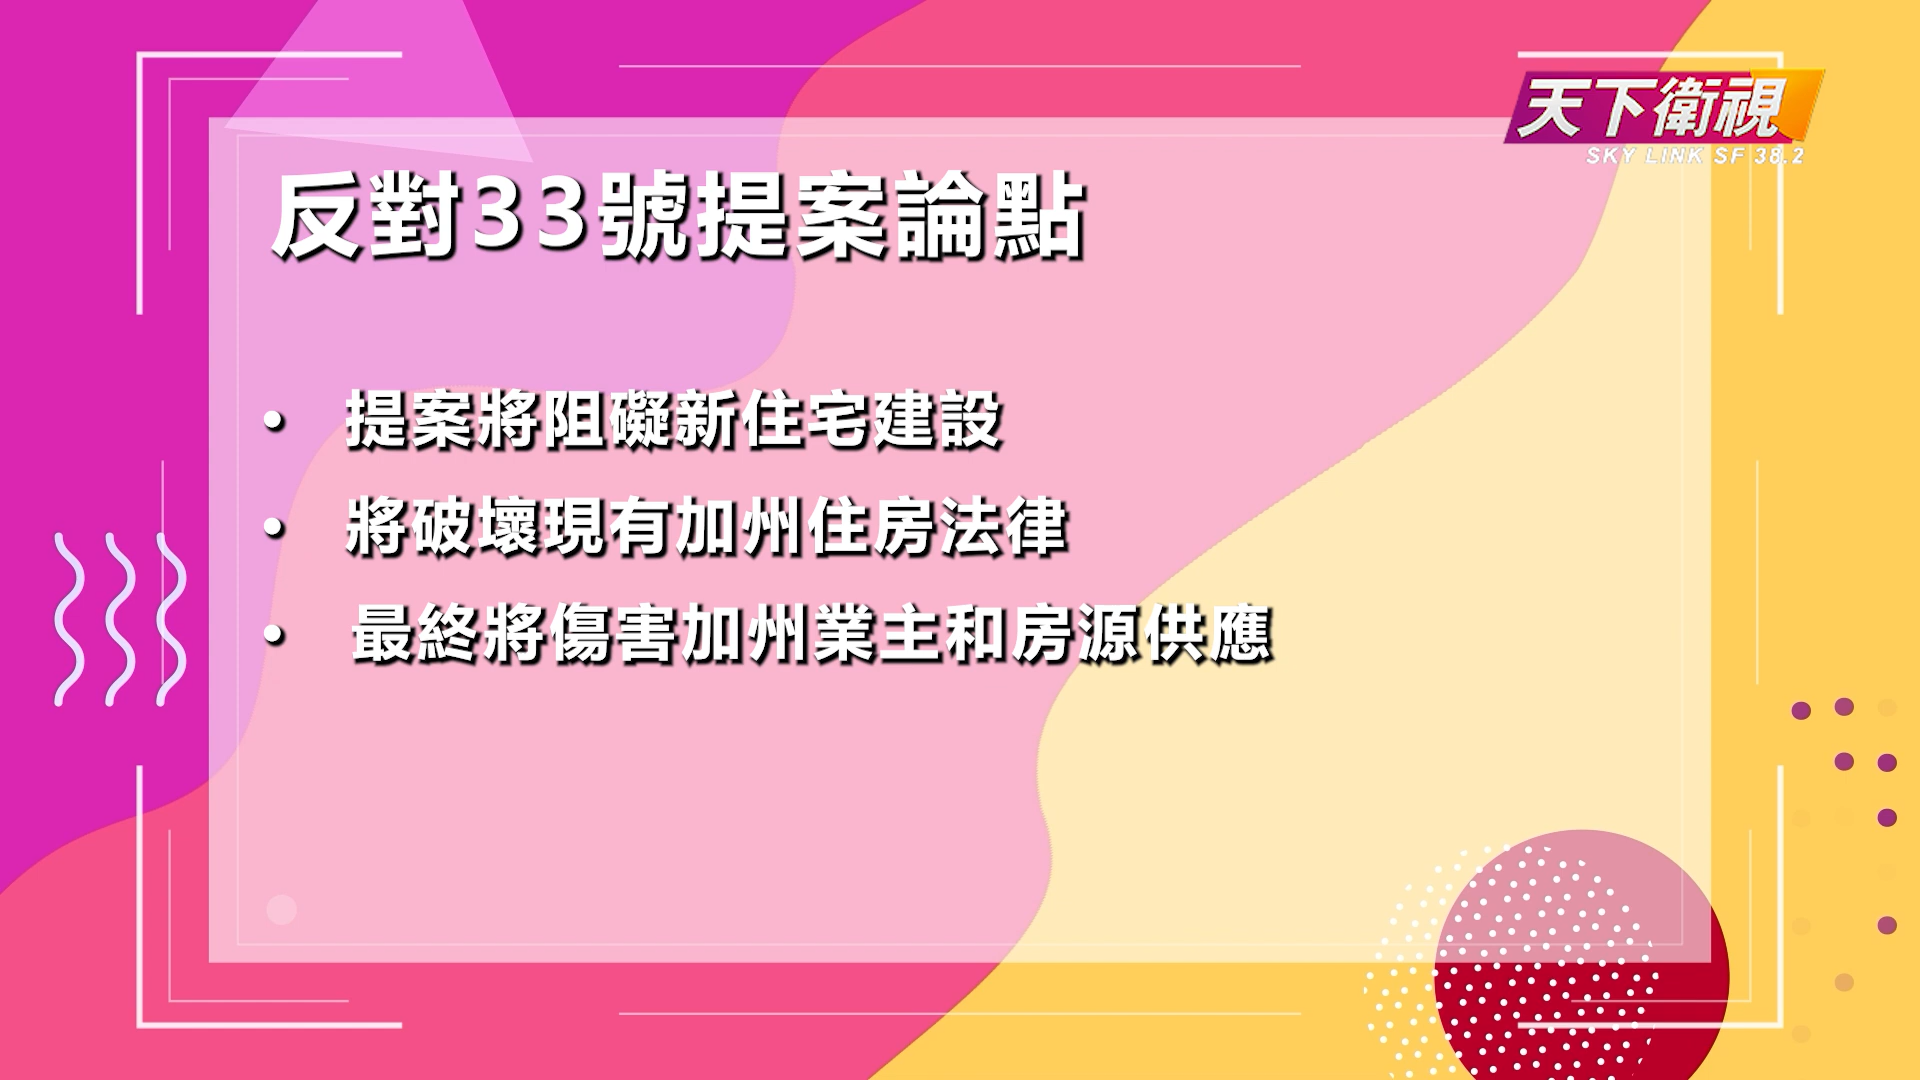 天下衛視
SKY LINK SF 38.2
反對33號提案論點
• 提案將阻礙新住宅建設
• 將破壞現有加州住房法律
• 最終將傷害加州業主和房源供應